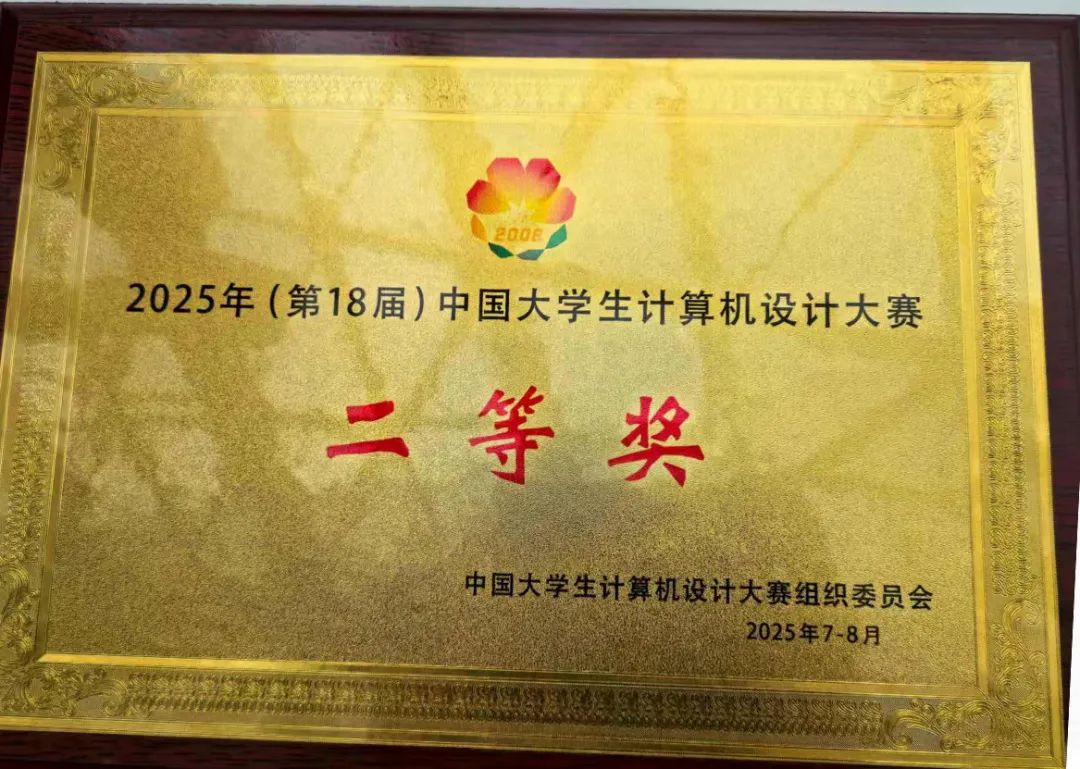 2008
2025年(第18届)中国大学生计算机设计大赛
二等奖
中国大学生计算机设计大赛组织委员会
2025年7-8月